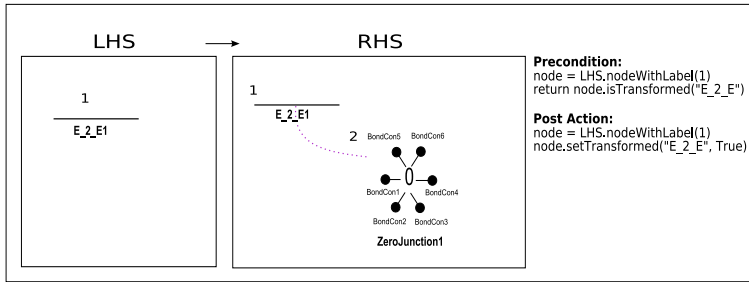 LHS
RHS
1
E_2_E1
1
E_2_E1
2
BondCon5
BondCon6
0
BondCon1
BondCon4
BondCon2
BondCon3
ZeroJunction1
Precondition:
node = LHS.nodeWithLabel(1)
return node.isTransformed("E_2_E")
Post Action:
node = LHS.nodeWithLabel(1)
node.setTransformed("E_2_E", True)